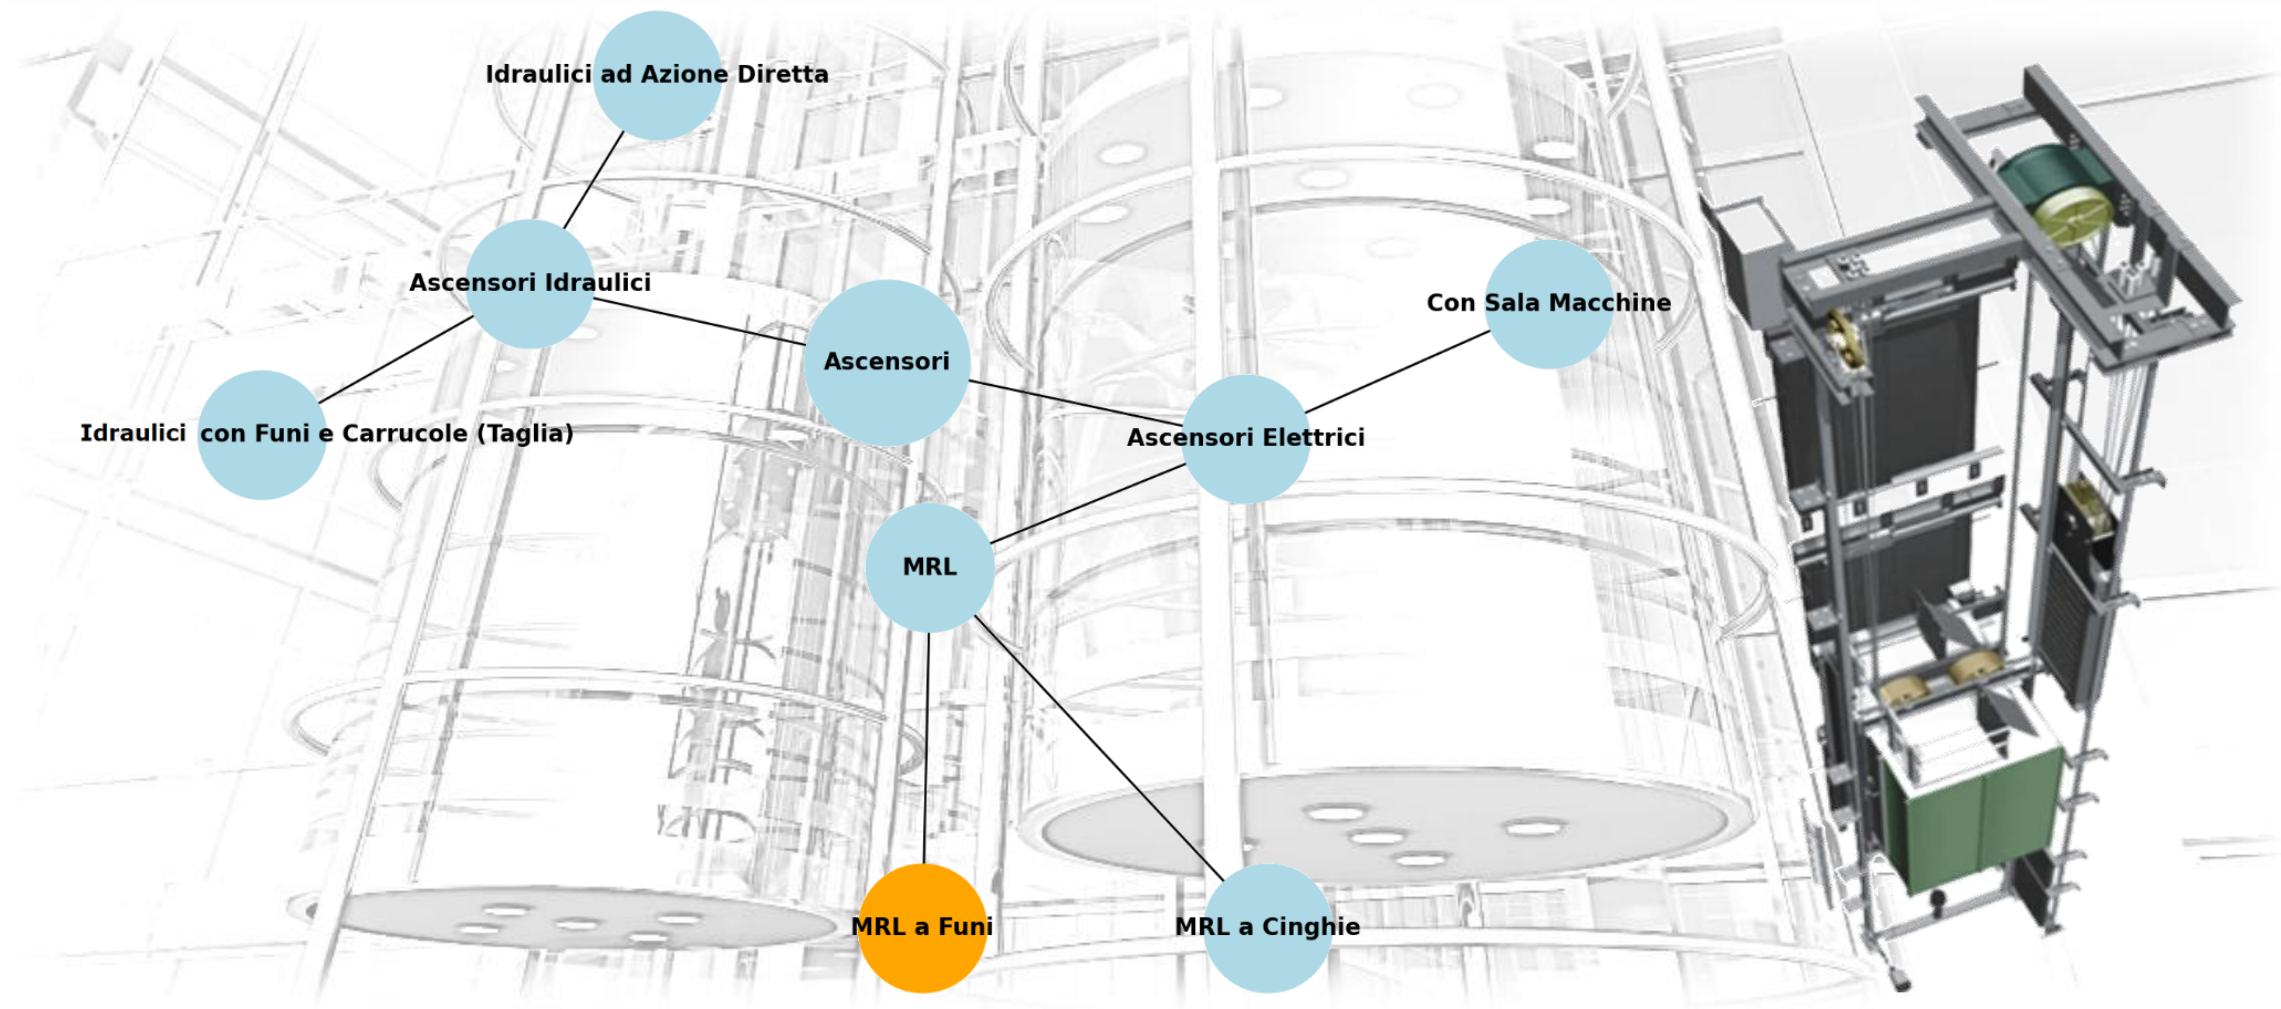 Idraulici ad Azione Diretta
Ascensori Idraulici
Con Sala Macchine
Ascensori
Idraulici con Funi e Carrucole (Taglia)
Ascensori Elettrici
MRL
MRL a Funi
MRL a Cinghie